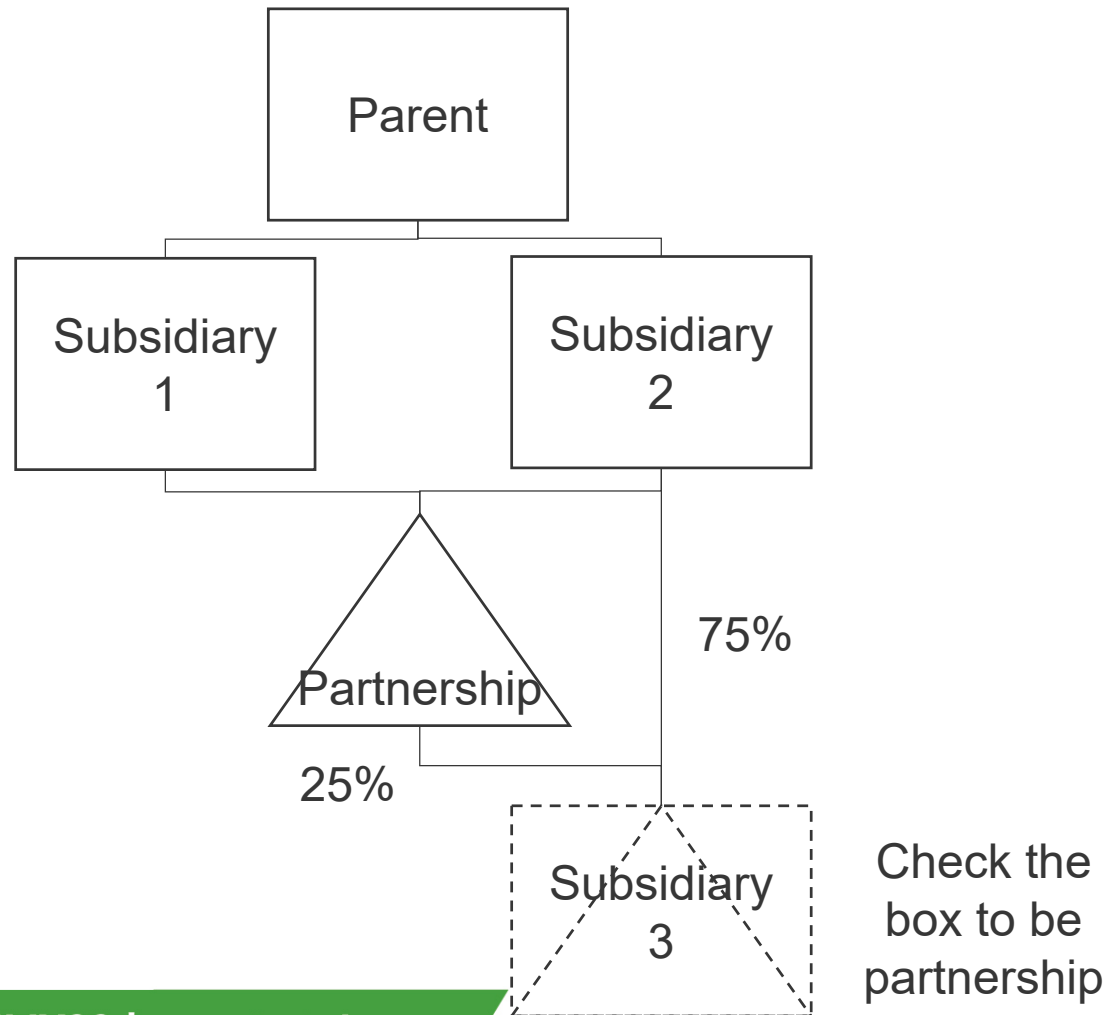 Parent
Subsidiary
1
Subsidiary
2
Partnership
75%
25%
Subsidiary
3
Check the
box to be
partnership